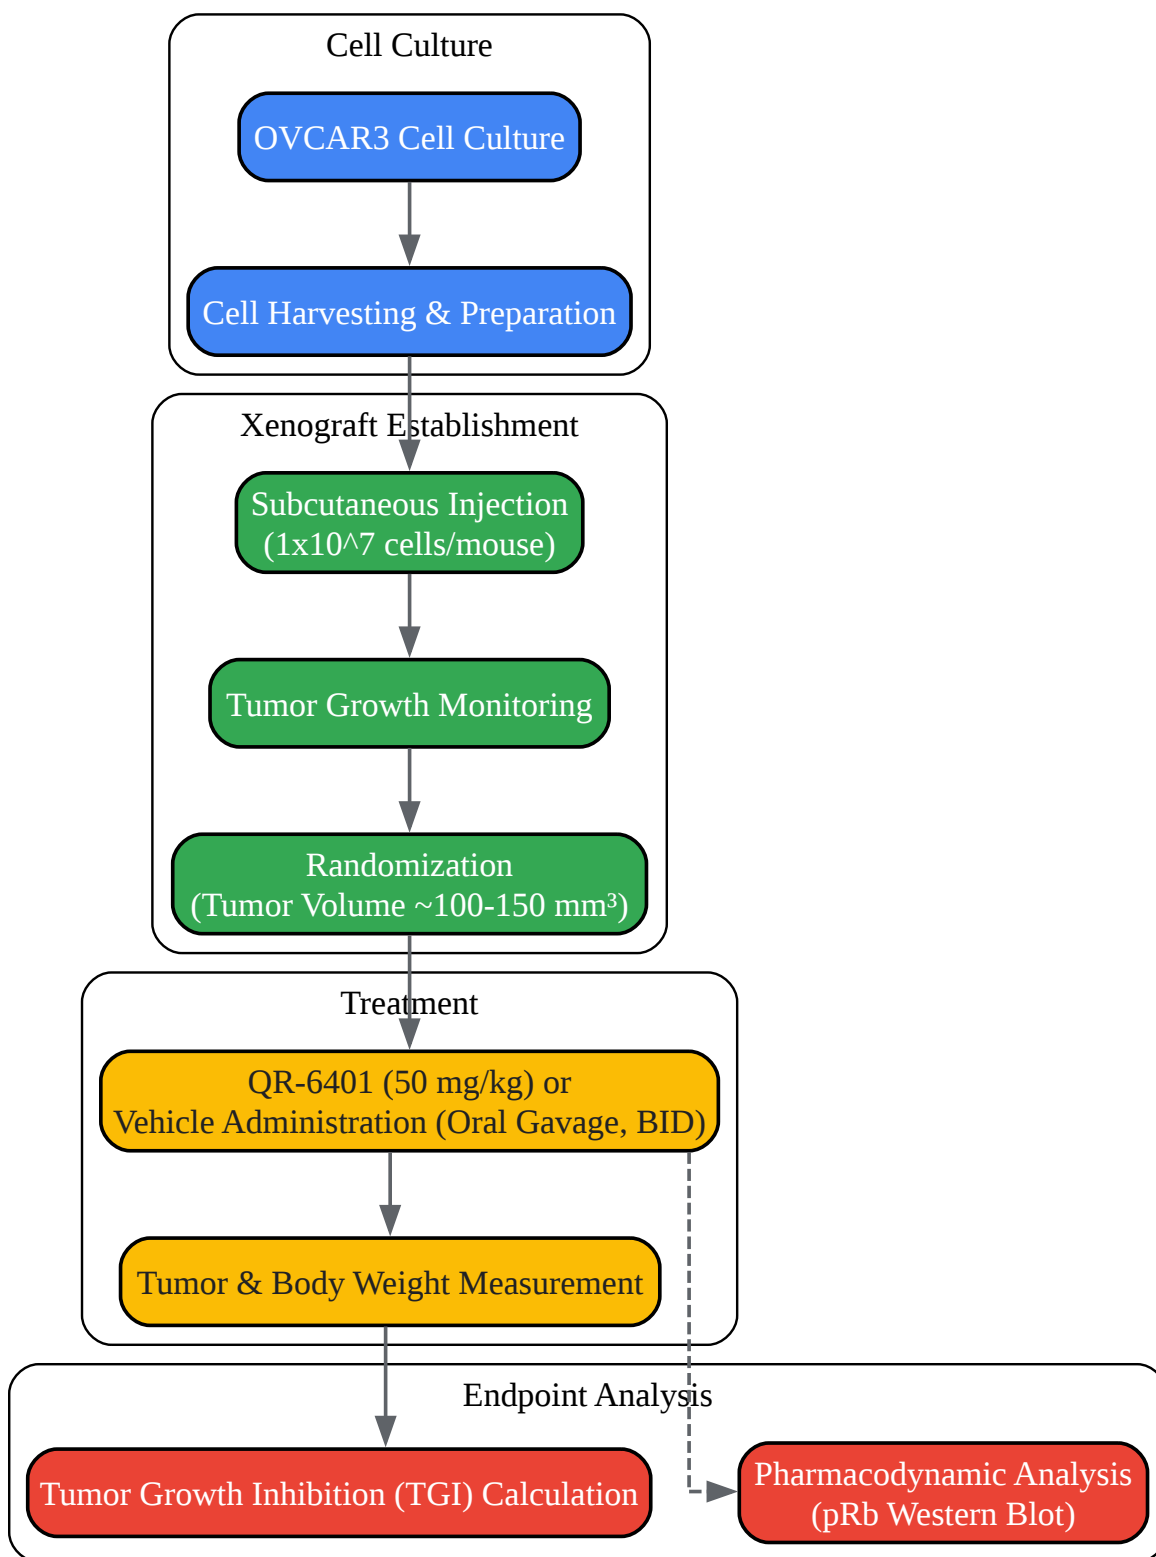 Cell Culture
OVCAR3 Cell Culture
Cell Harvesting & Preparation
Xenograft Establishment
Subcutaneous Injection
(1x10^7 cells/mouse)
Tumor Growth Monitoring
Randomization
(Tumor Volume ~100-150 mm³)
Treatment
QR-6401 (50 mg/kg) or
Vehicle Administration (Oral Gavage, BID)
Tumor & Body Weight Measurement
Endpoint Analysis
Tumor Growth Inhibition (TGI) Calculation
Pharmacodynamic Analysis
(pRb Western Blot)